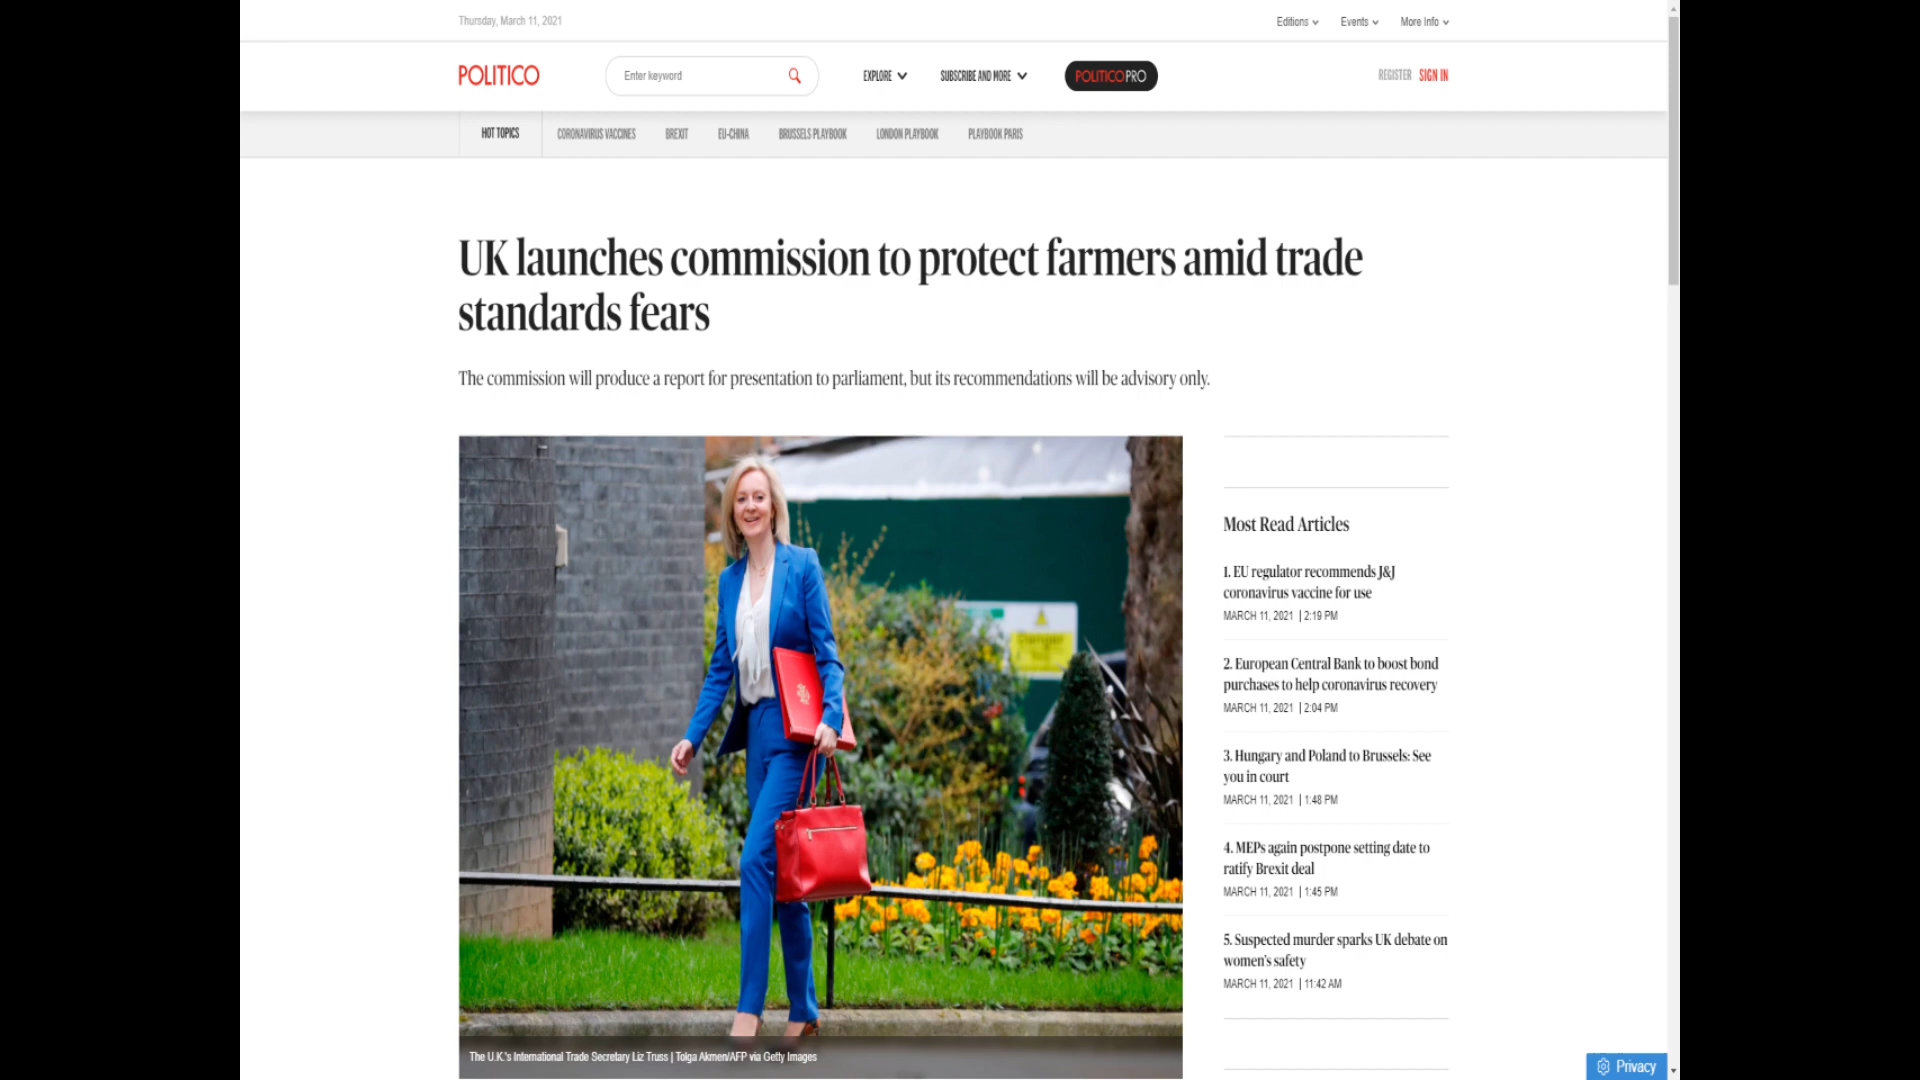 Thursday, March 11, 2021
Editions
Events
More Info
POLITICO
Enter keyword
EXPLORE
SUBSCRIBE AND MORE
POLITICOPRO
REGISTER
SIGN IN
HOT TOPICS
CORONAVIRUS VACCINES
BREXIT
EU-CHINA
BRUSSELS PLAYBOOK
LONDON PLAYBOOK
PLAYBOOK PARIS
UK launches commission to protect farmers amid trade
standards fears
The commission will produce a report for presentation to parliament, but its recommendations will be advisory only.
The U.K.'s International Trade Secretary Liz Truss | Tolga Akmen/AFP via Getty Images
Most Read Articles
1. EU regulator recommends J&J
coronavirus vaccine for use
MARCH 11, 2021 | 2:19 PM
2. European Central Bank to boost bond
purchases to help coronavirus recovery
MARCH 11, 2021 | 2:04 PM
3. Hungary and Poland to Brussels: See
you in court
MARCH 11, 2021 | 1:48 PM
4. MEPs again postpone setting date to
ratify Brexit deal
MARCH 11, 2021 | 1:45 PM
5. Suspected murder sparks UK debate on
women's safety
MARCH 11, 2021 | 11:42 AM
Privacy